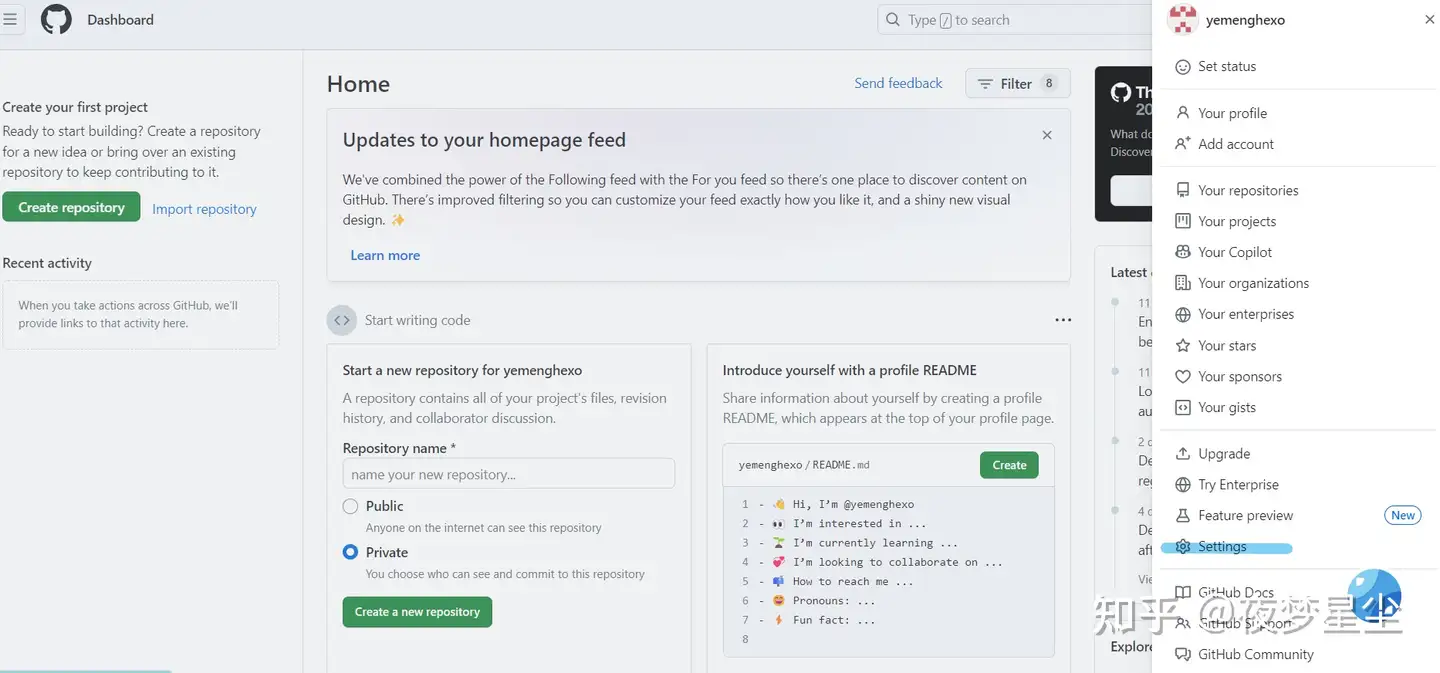 Dashboard
Type / to search
yemenghexo
Set status
Your profile
Add account
Your repositories
Your projects
Your Copilot
Your organizations
Your enterprises
Your stars
Your sponsors
Your gists
Upgrade
Try Enterprise
Feature preview
New
Settings
GitHub Docs
GitHub Support
GitHub Community
Create your first project
Ready to start building? Create a repository
for a new idea or bring over an existing
repository to keep contributing to it.
Create repository
Import repository
Recent activity
When you take actions across GitHub, we'll
provide links to that activity here.
Home
Send feedback
Filter 8
Updates to your homepage feed
We've combined the power of the Following feed with the For you feed so there's one place to discover content on
GitHub. There's improved filtering so you can customize your feed exactly how you like it, and a shiny new visual
design. ✨
Learn more
Start writing code
Start a new repository for yemenghexo
A repository contains all of your project's files, revision
history, and collaborator discussion.
Repository name *
name your new repository...
Public
Anyone on the internet can see this repository
Private
You choose who can see and commit to this repository
Create a new repository
Introduce yourself with a profile README
Share information about yourself by creating a profile
README, which appears at the top of your profile page.
yemenghexo/README.md
Create
1 - 👋 Hi, I'm @yemenghexo
2 - 👀 I'm interested in ...
3 - 🌱 I'm currently learning ...
4 - 💞️ I'm looking to collaborate on ...
5 - 📫 How to reach me ...
6 - 😄 Pronouns: ...
7 - ⚡ Fun fact: ...
8
What do
Discover
Latest
11
be
11
2 d
4 d
Explore
知乎 @夜梦星尘